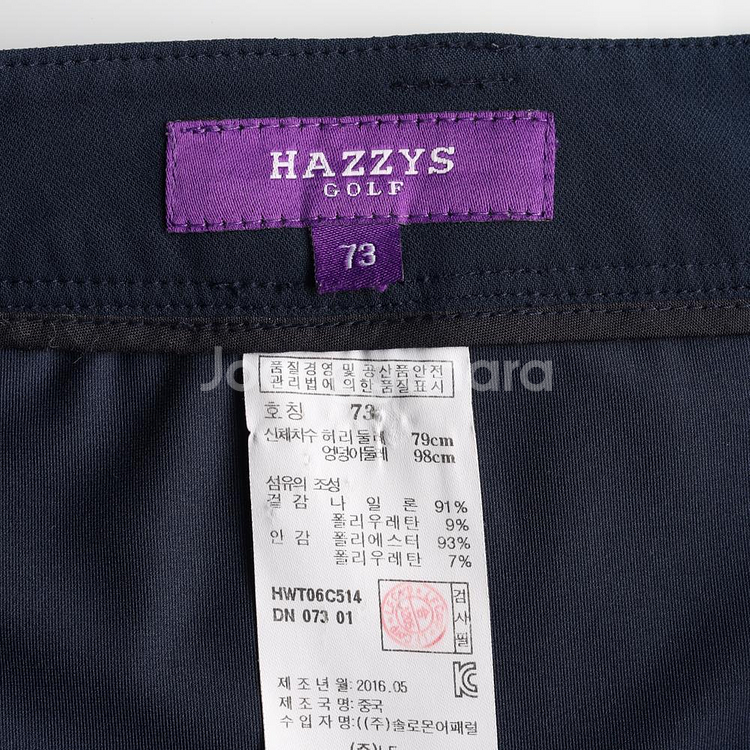 HAZZYS
GOLF
73
품질경영 및 공산품안전
관리법에 의한 품질표시
호칭 73
신체치수 허리둘레 79cm
엉덩이둘레 98cm
섬유의 조성
겉감 나일론 91%
폴리우레탄 9%
안감 폴리에스터 93%
폴리우레탄 7%
HWT06C514
DN 073 01
검사필
제조년월:2016.05
제조국명:중국
수입자명:((주)솔로몬어패럴